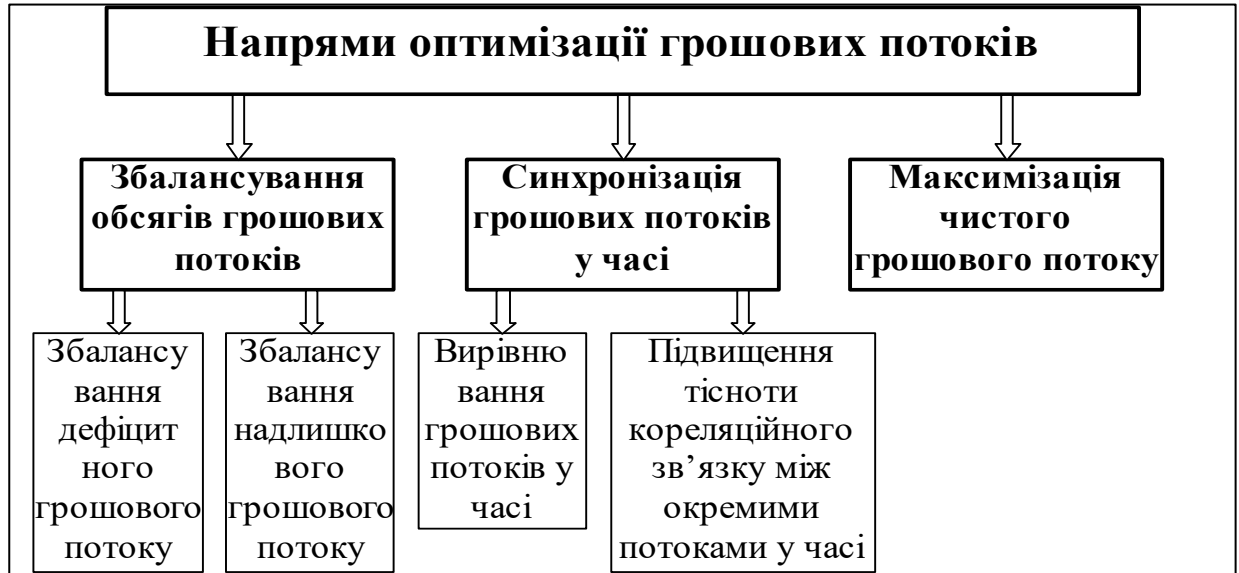 Напрями оптимізації грошових потоків
Збалансування
обсягів грошових
потоків
Синхронізація
грошових потоків
у часі
Максимізація
чистого
грошового потоку
Збалансу
вання
дефіцит
ного
грошового
потоку
Збалансу
вання
надлишко
вого
грошового
потоку
Вирівню
вання
грошових
потоків у
часі
Підвищення
тісноти
кореляційного
зв’язку між
окремими
потоками у часі